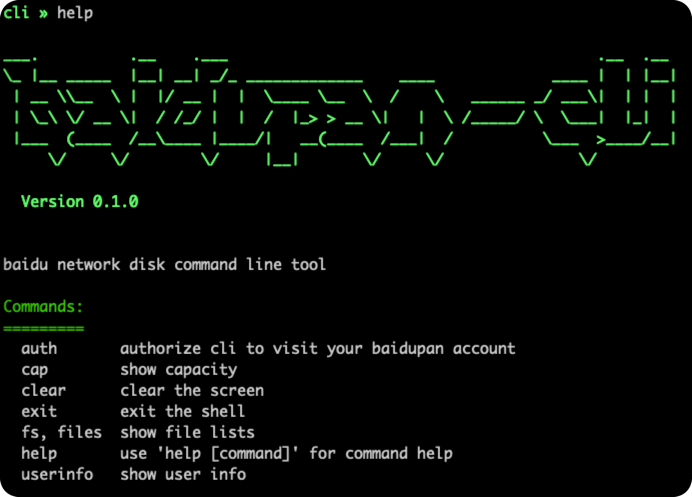 cli » help
baidupan-cli
Version 0.1.0
baidu network disk command line tool
Commands:
=========
auth authorize cli to visit your baidupan account
cap show capacity
clear clear the screen
exit exit the shell
fs, files show file lists
help use 'help [command]' for command help
userinfo show user info